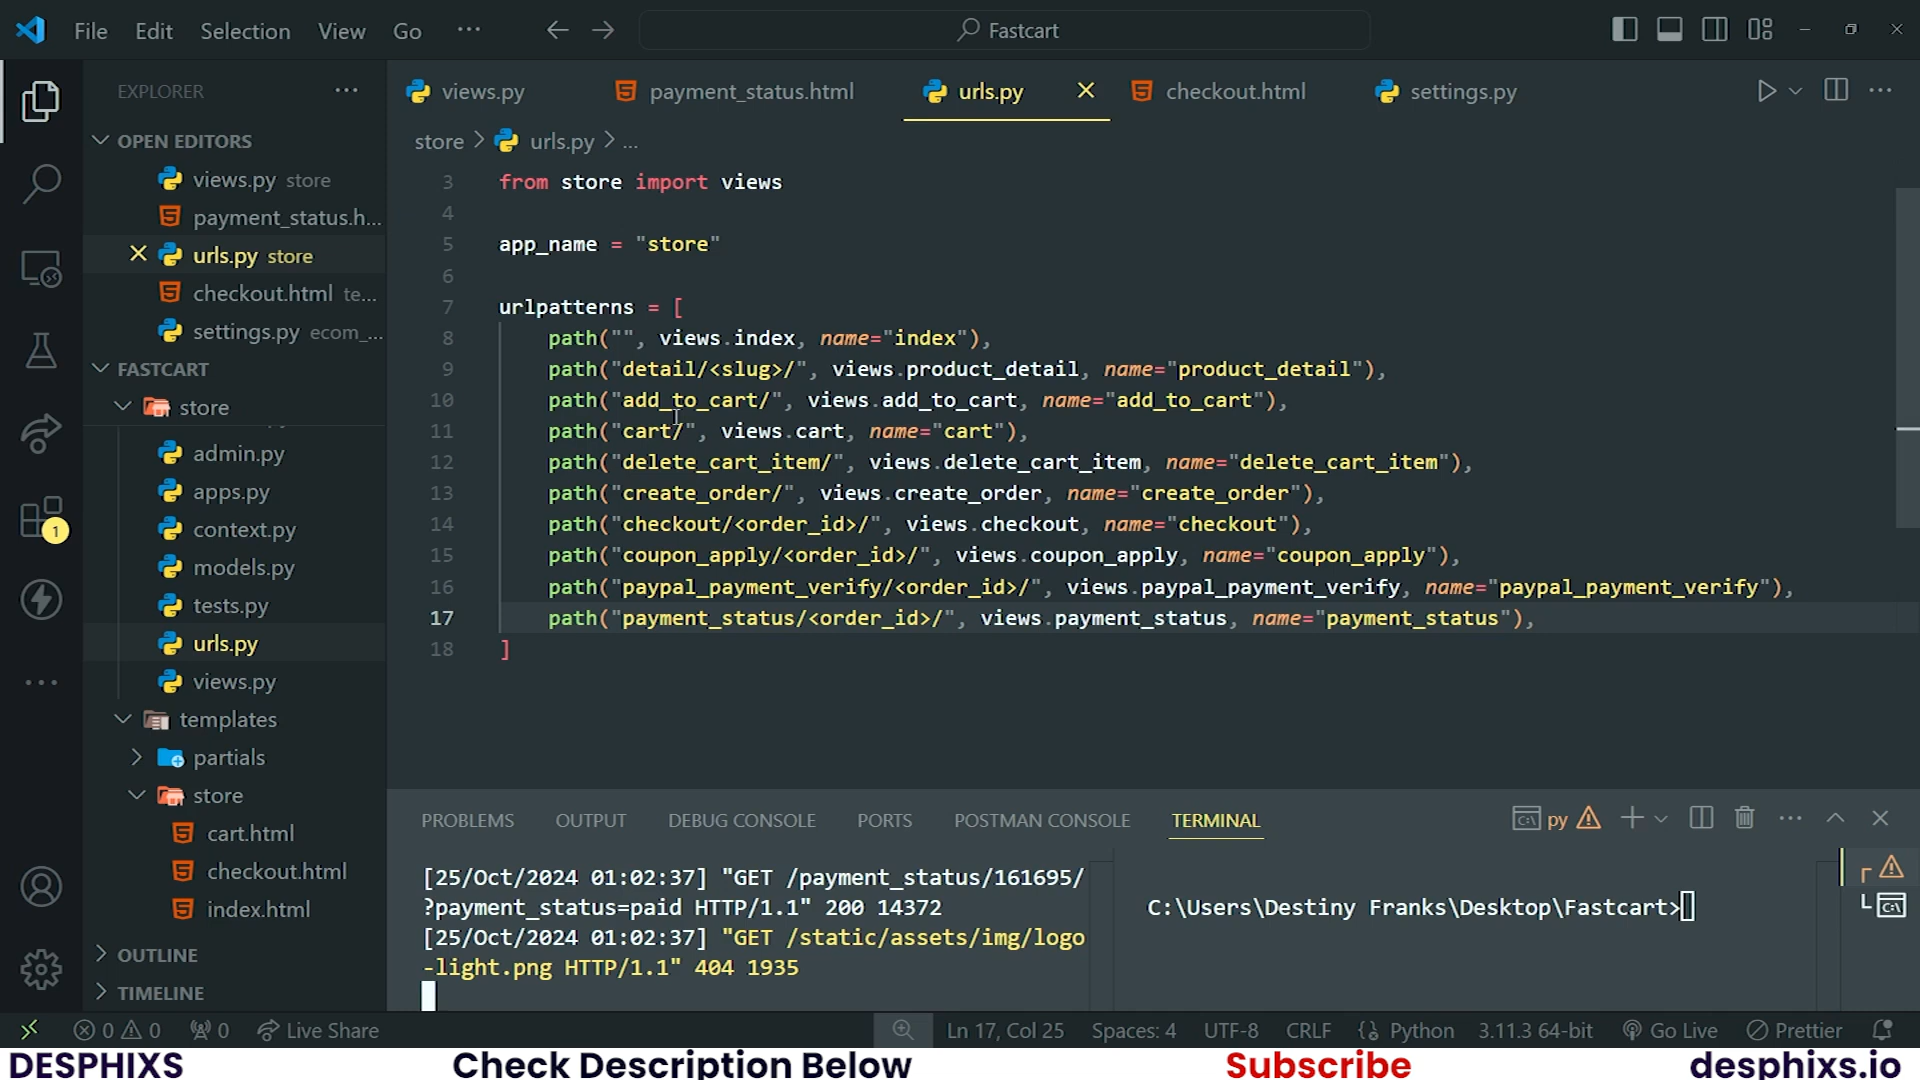 File Edit Selection View Go ··· Fastcart
EXPLORER ···
OPEN EDITORS
views.py store
payment_status.h...
urls.py store
checkout.html te...
settings.py ecom_...
FASTCART
store
admin.py
apps.py
context.py
models.py
tests.py
urls.py
views.py
templates
partials
store
cart.html
checkout.html
index.html
OUTLINE
TIMELINE
1
views.py payment_status.html urls.py checkout.html settings.py
store > urls.py > ...
3 from store import views
4
5 app_name = "store"
6
7 urlpatterns = [
8 path("", views.index, name="index"),
9 path("detail/<slug>/", views.product_detail, name="product_detail"),
10 path("add_to_cart/", views.add_to_cart, name="add_to_cart"),
11 path("cart/", views.cart, name="cart"),
12 path("delete_cart_item/", views.delete_cart_item, name="delete_cart_item"),
13 path("create_order/", views.create_order, name="create_order"),
14 path("checkout/<order_id>/", views.checkout, name="checkout"),
15 path("coupon_apply/<order_id>/", views.coupon_apply, name="coupon_apply"),
16 path("paypal_payment_verify/<order_id>/", views.paypal_payment_verify, name="paypal_payment_verify"),
17 path("payment_status/<order_id>/", views.payment_status, name="payment_status"),
18 ]
PROBLEMS OUTPUT DEBUG CONSOLE PORTS POSTMAN CONSOLE TERMINAL py
[25/Oct/2024 01:02:37] "GET /payment_status/161695/
?payment_status=paid HTTP/1.1" 200 14372
[25/Oct/2024 01:02:37] "GET /static/assets/img/logo
-light.png HTTP/1.1" 404 1935
C:\Users\Destiny Franks\Desktop\Fastcart>
0 0 0 Live Share Ln 17, Col 25 Spaces: 4 UTF-8 CRLF Python 3.11.3 64-bit Go Live Prettier
DESPHIXS Check Description Below Subscribe desphixs.io